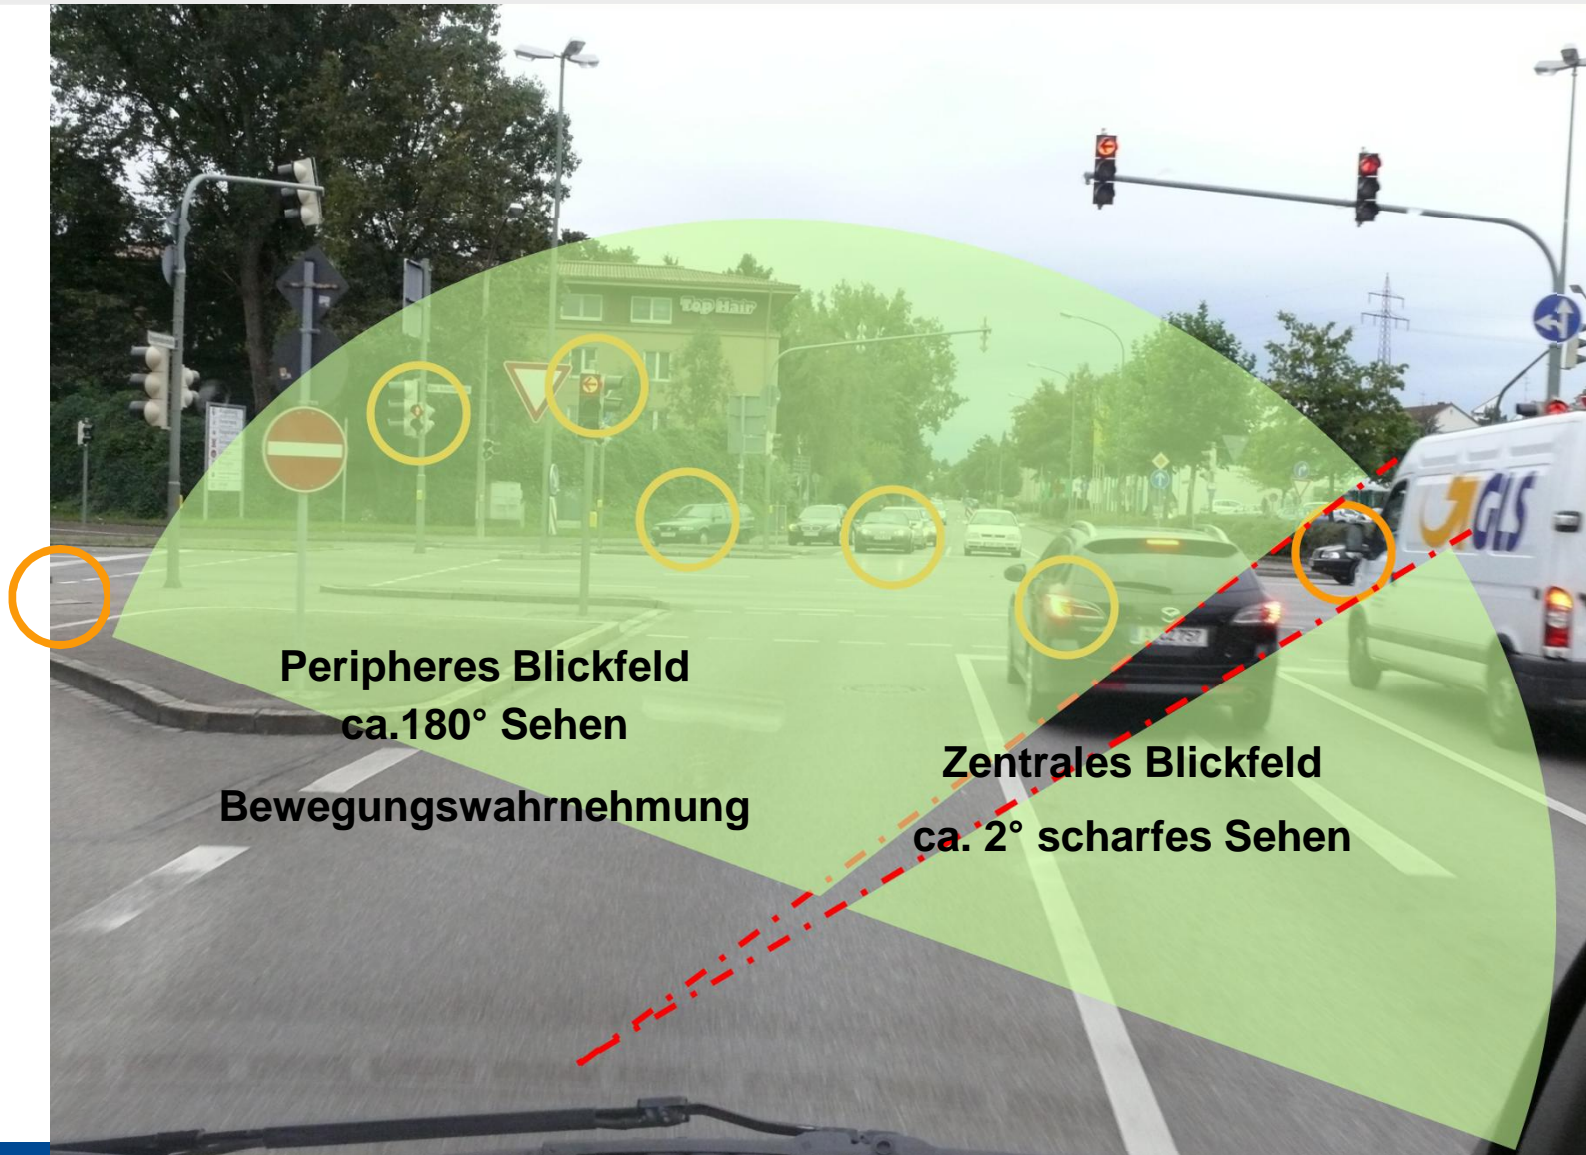 Top Hair
GLS
Peripheres Blickfeld
ca.180° Sehen
Bewegungswahrnehmung
Zentrales Blickfeld
ca. 2° scharfes Sehen